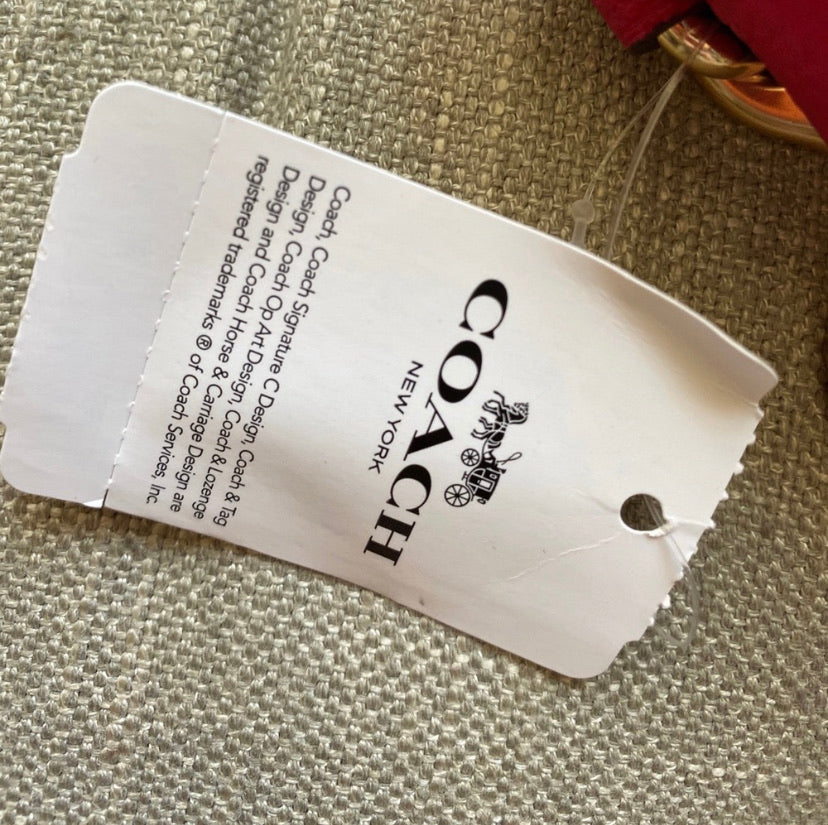 COACH
NEW YORK
Coach, Coach Signature C Design, Coach & Tag
Design, Coach Op Art Design, Coach & Lozenge
Design and Coach Horse & Carriage Design are
registered trademarks ® of Coach Services, Inc.